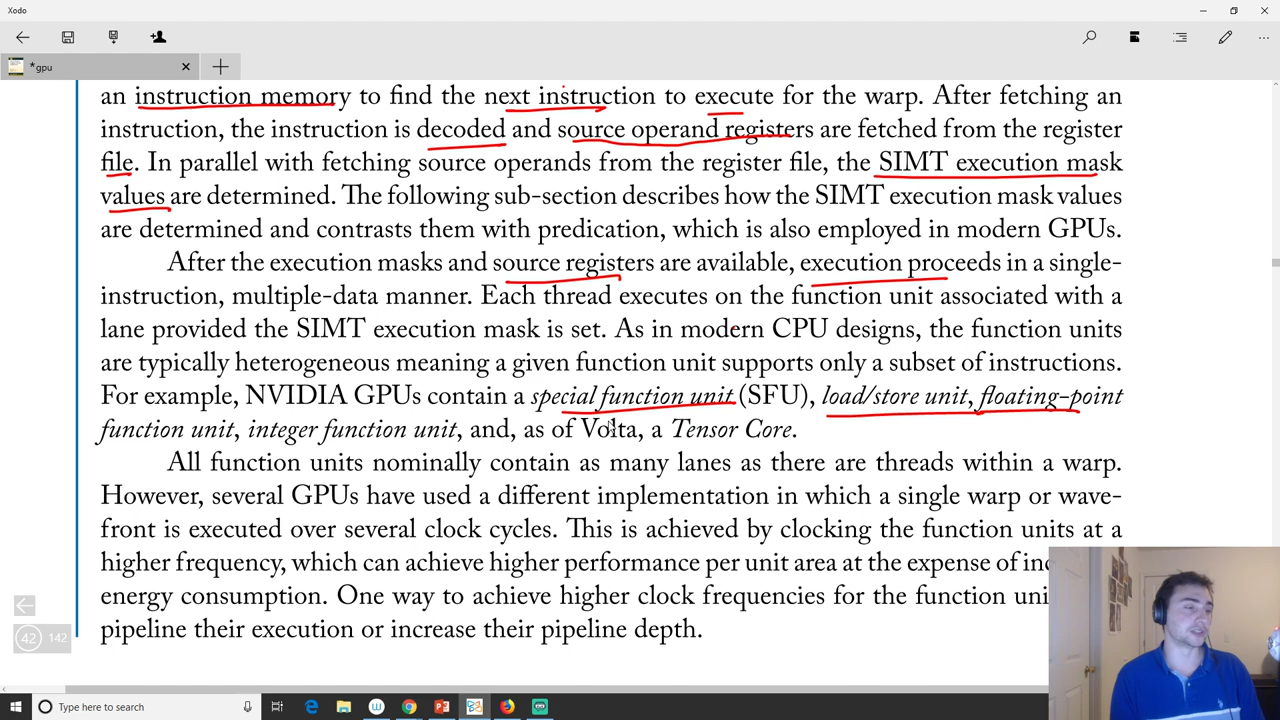 Xodo
*gpu
an instruction memory to find the next instruction to execute for the warp. After fetching an
instruction, the instruction is decoded and source operand registers are fetched from the register
file. In parallel with fetching source operands from the register file, the SIMT execution mask
values are determined. The following sub-section describes how the SIMT execution mask values
are determined and contrasts them with predication, which is also employed in modern GPUs.
After the execution masks and source registers are available, execution proceeds in a single-
instruction, multiple-data manner. Each thread executes on the function unit associated with a
lane provided the SIMT execution mask is set. As in modern CPU designs, the function units
are typically heterogeneous meaning a given function unit supports only a subset of instructions.
For example, NVIDIA GPUs contain a special function unit (SFU), load/store unit, floating-point
function unit, integer function unit, and, as of Volta, a Tensor Core.
All function units nominally contain as many lanes as there are threads within a warp.
However, several GPUs have used a different implementation in which a single warp or wave-
front is executed over several clock cycles. This is achieved by clocking the function units at a
higher frequency, which can achieve higher performance per unit area at the expense of
energy consumption. One way to achieve higher clock frequencies for the function
pipeline their execution or increase their pipeline depth.
42 142
Type here to search